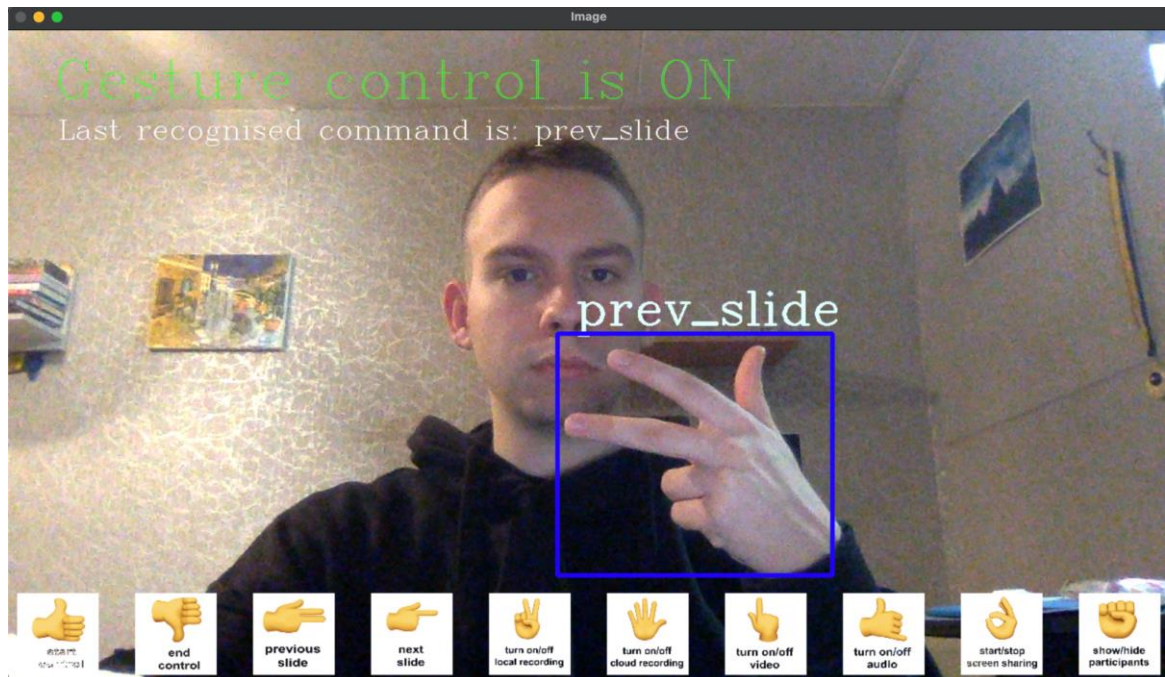 Image
Gesture control is ON
Last recognised command is: prev_slide
prev_slide
end
control
previous
slide
next
slide
turn on/off
local recording
turn on/off
cloud recording
turn on/off
video
turn on/off
audio
start/stop
screen sharing
show/hide
participants